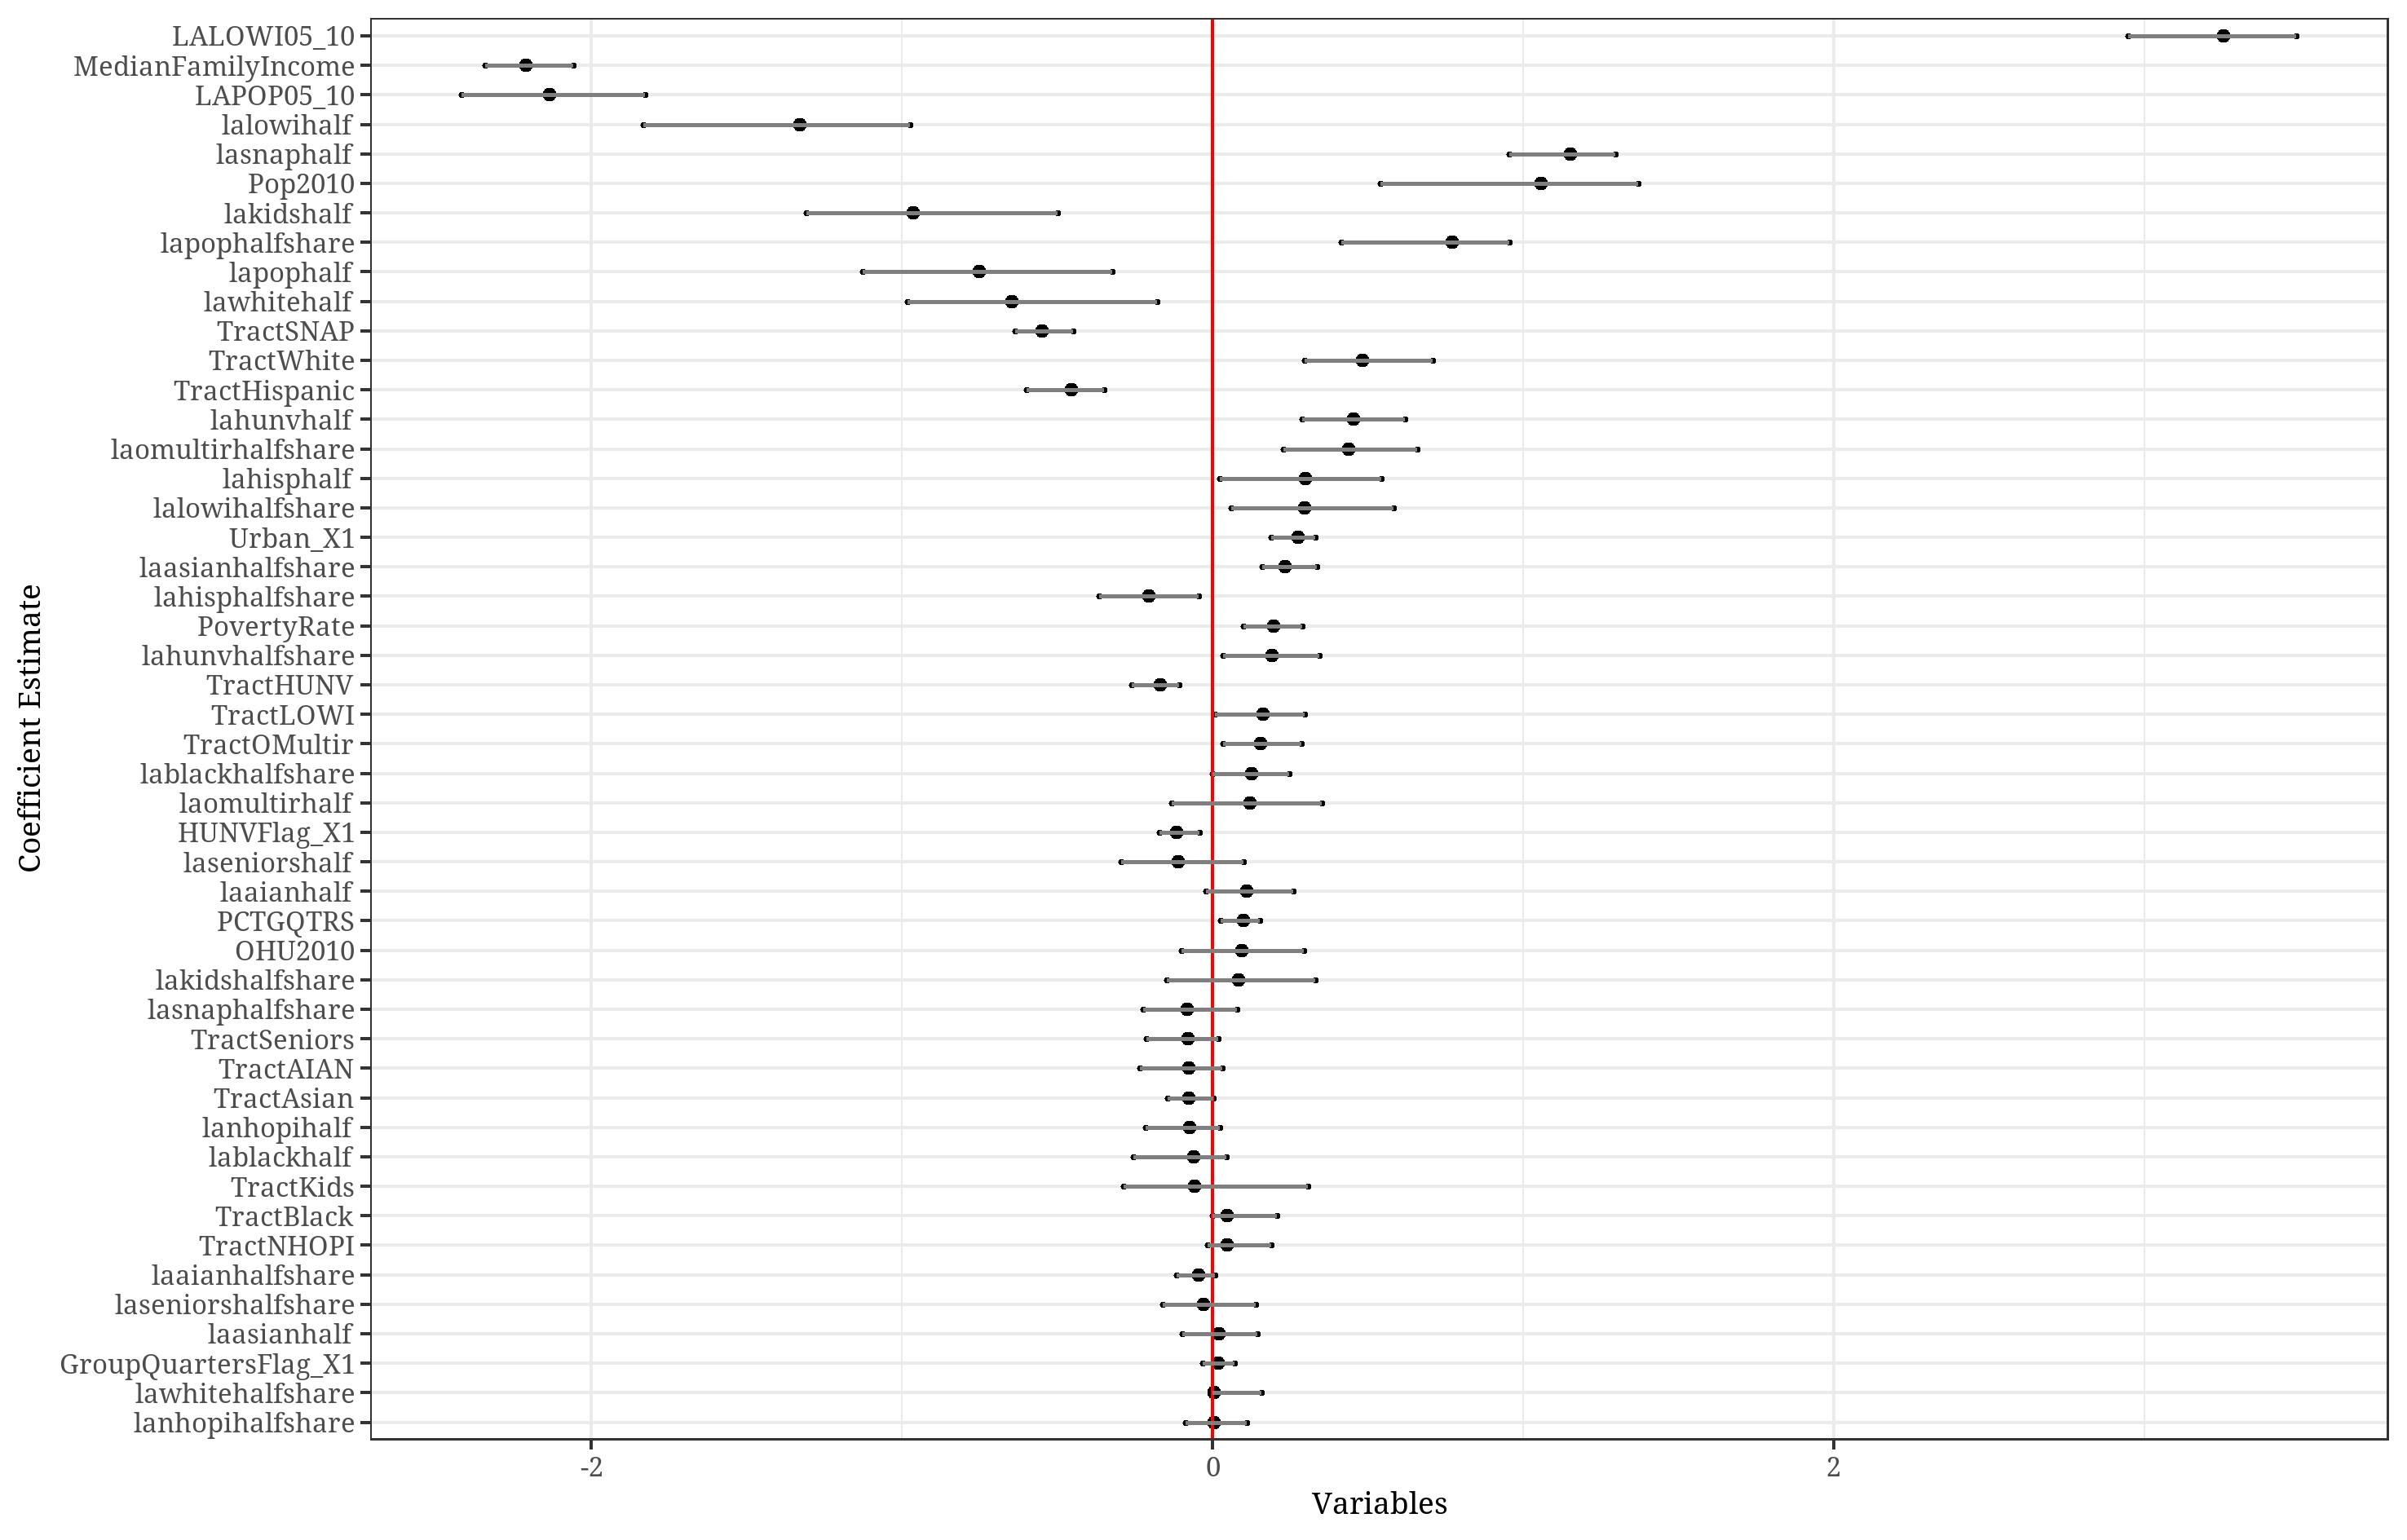 LALOWI05_10
MedianFamilyIncome
LAPOP05_10
lalowihalf
lasnaphalf
Pop2010
lakidshalf
lapophalfshare
lapophalf
lawhitehalf
TractSNAP
TractWhite
TractHispanic
lahunvhalf
laomultirhalfshare
lahisphalf
lalowihalfshare
Urban_X1
laasianhalfshare
lahisphalfshare
PovertyRate
lahunvhalfshare
TractHUNV
TractLOWI
TractOMultir
lablackhalfshare
laomultirhalf
HUNVFlag_X1
laseniorshalf
laaianhalf
PCTGQTRS
OHU2010
lakidshalfshare
lasnaphalfshare
TractSeniors
TractAIAN
TractAsian
lanhopihalf
lablackhalf
TractKids
TractBlack
TractNHOPI
laaianhalfshare
laseniorshalfshare
laasianhalf
GroupQuartersFlag_X1
lawhitehalfshare
lanhopihalfshare
Coefficient Estimate
-2 0 2
Variables